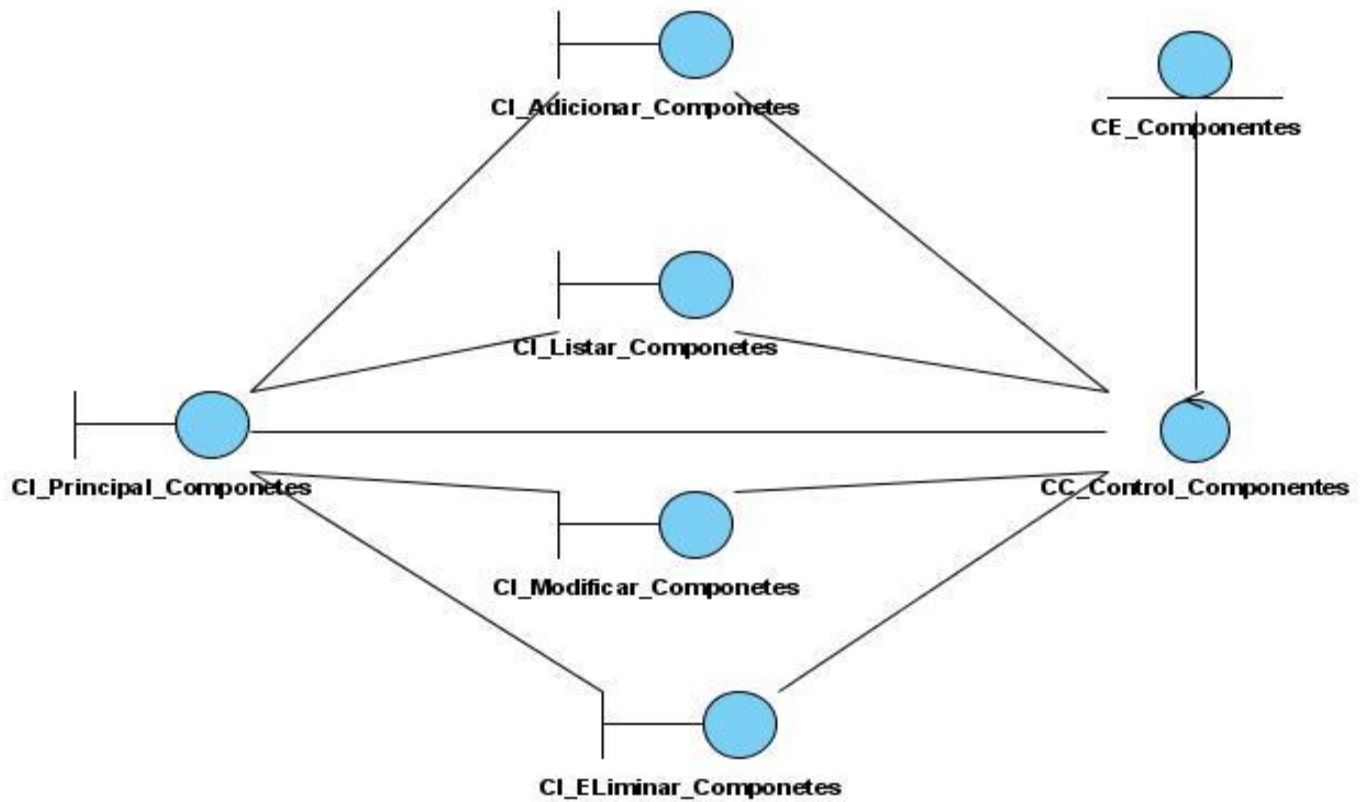 CI_Adicionar_Componetes
CE_Componentes
CI_Listar_Componetes
CI_Principal_Componetes
CC_Control_Componentes
CI_Modificar_Componetes
CI_ELiminar_Componetes